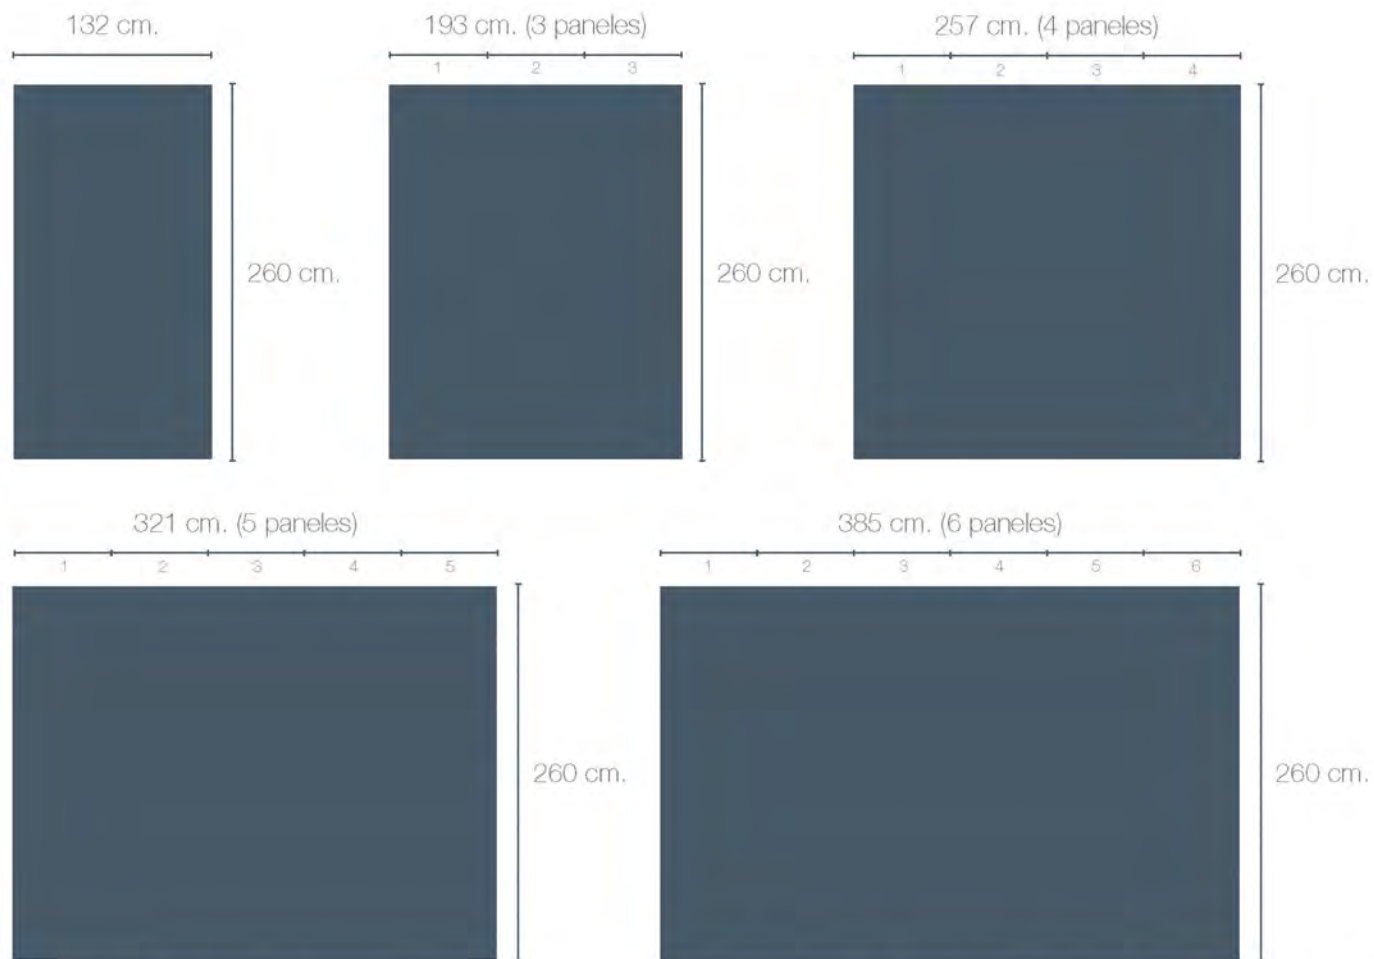 132 cm.
193 cm. (3 paneles)
257 cm. (4 paneles)
1 2 3
1 2 3 4
260 cm.
260 cm.
260 cm.
321 cm. (5 paneles)
385 cm. (6 paneles)
1 2 3 4 5
1 2 3 4 5 6
260 cm.
260 cm.